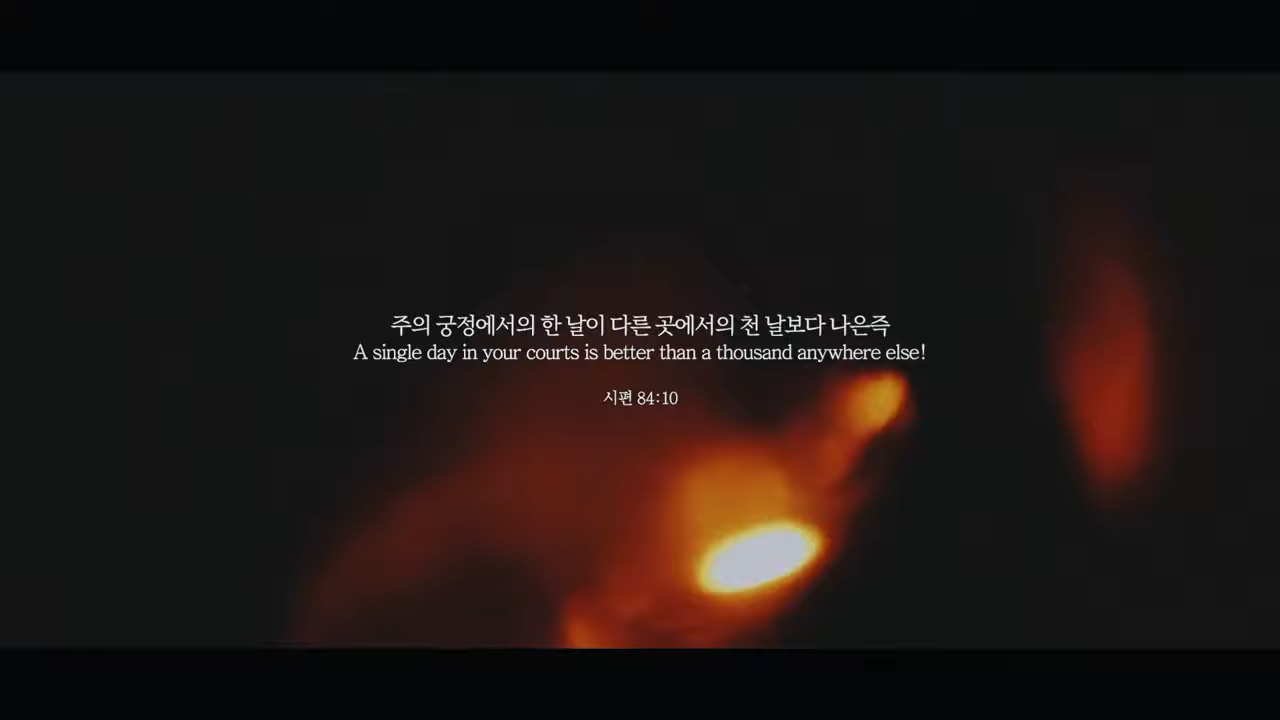 주의 궁정에서의 한 날이 다른 곳에서의 천 날보다 나은즉
A single day in your courts is better than a thousand anywhere else!
시편 84:10